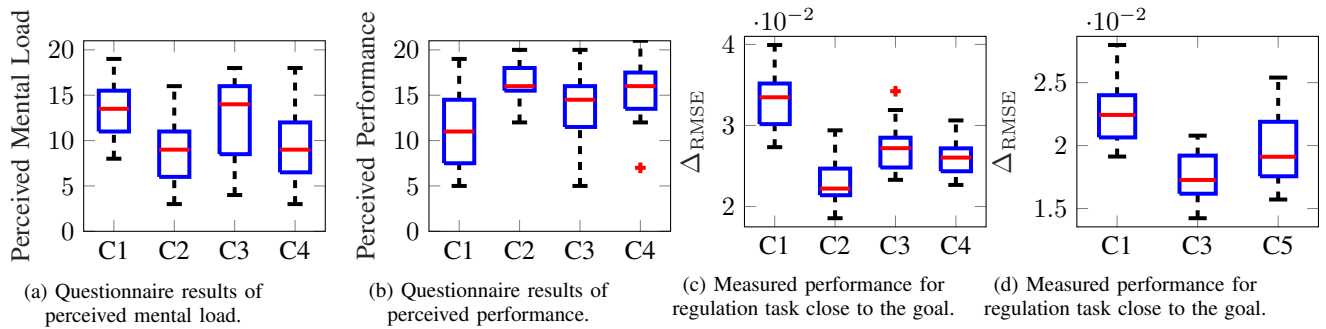 Perceived Mental Load
20
15
10
5
0
C1 C2 C3 C4
(a) Questionnaire results of
perceived mental load.
Perceived Performance
20
15
10
5
0
C1 C2 C3 C4
(b) Questionnaire results of
perceived performance.
·10⁻²
Δ_RMSE
4
3
2
C1 C2 C3 C4
(c) Measured performance for
regulation task close to the goal.
·10⁻²
Δ_RMSE
2.5
2
1.5
C1 C3 C5
(d) Measured performance for
regulation task close to the goal.